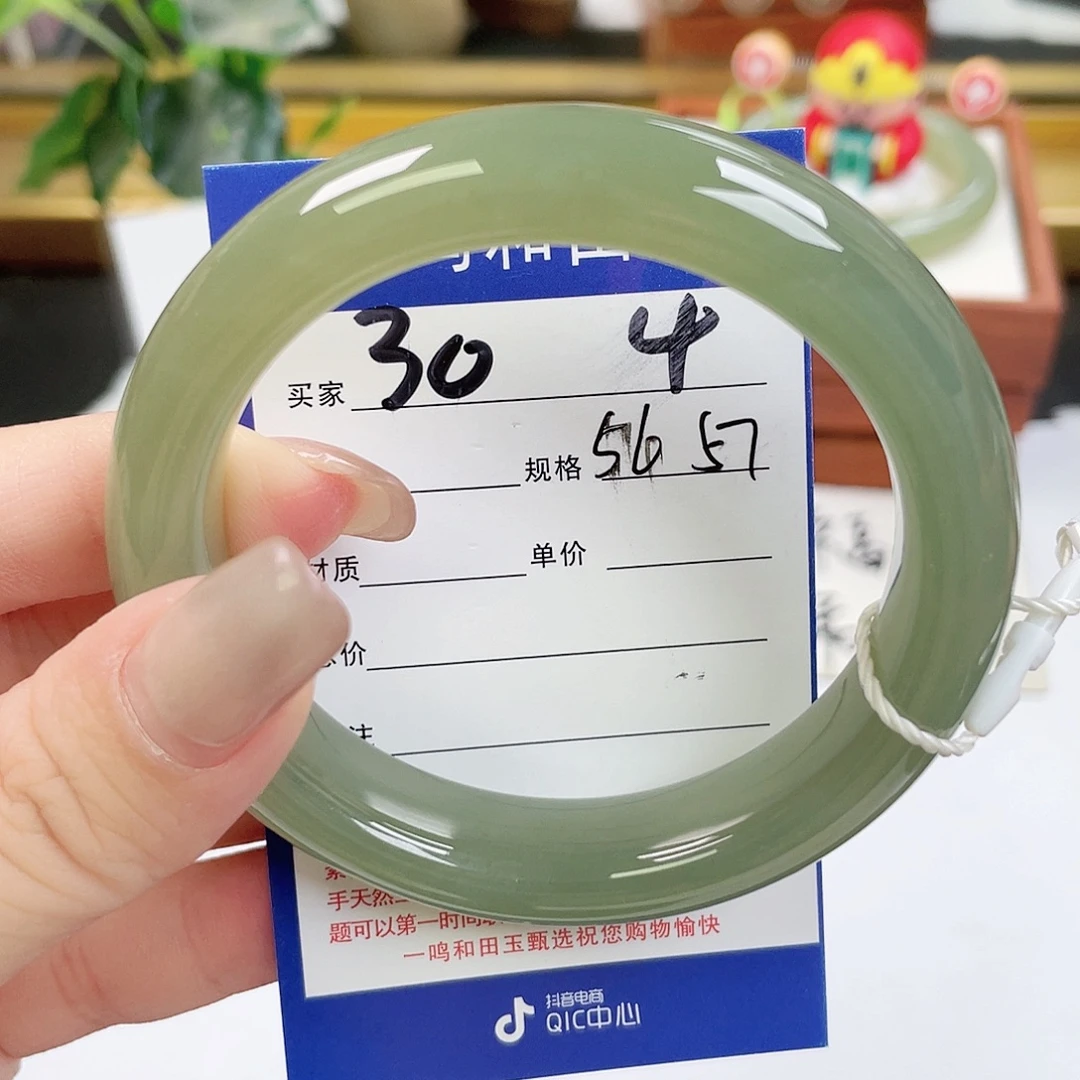 和田
买家 30 4
规格 56 57
材质 单价
价
注
手天然
题可以第一时间
一鸣和田玉甄选祝您购物愉快
抖音电商
QIC中心